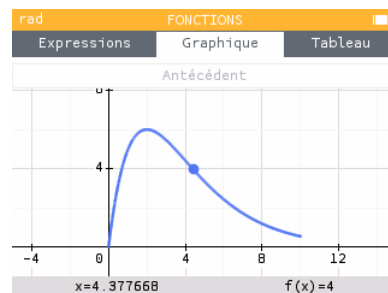 rad FONCTIONS
Expressions Graphique Tableau
Antécédent
4
-4 0 4 8 12
x=4.377668 f(x)=4